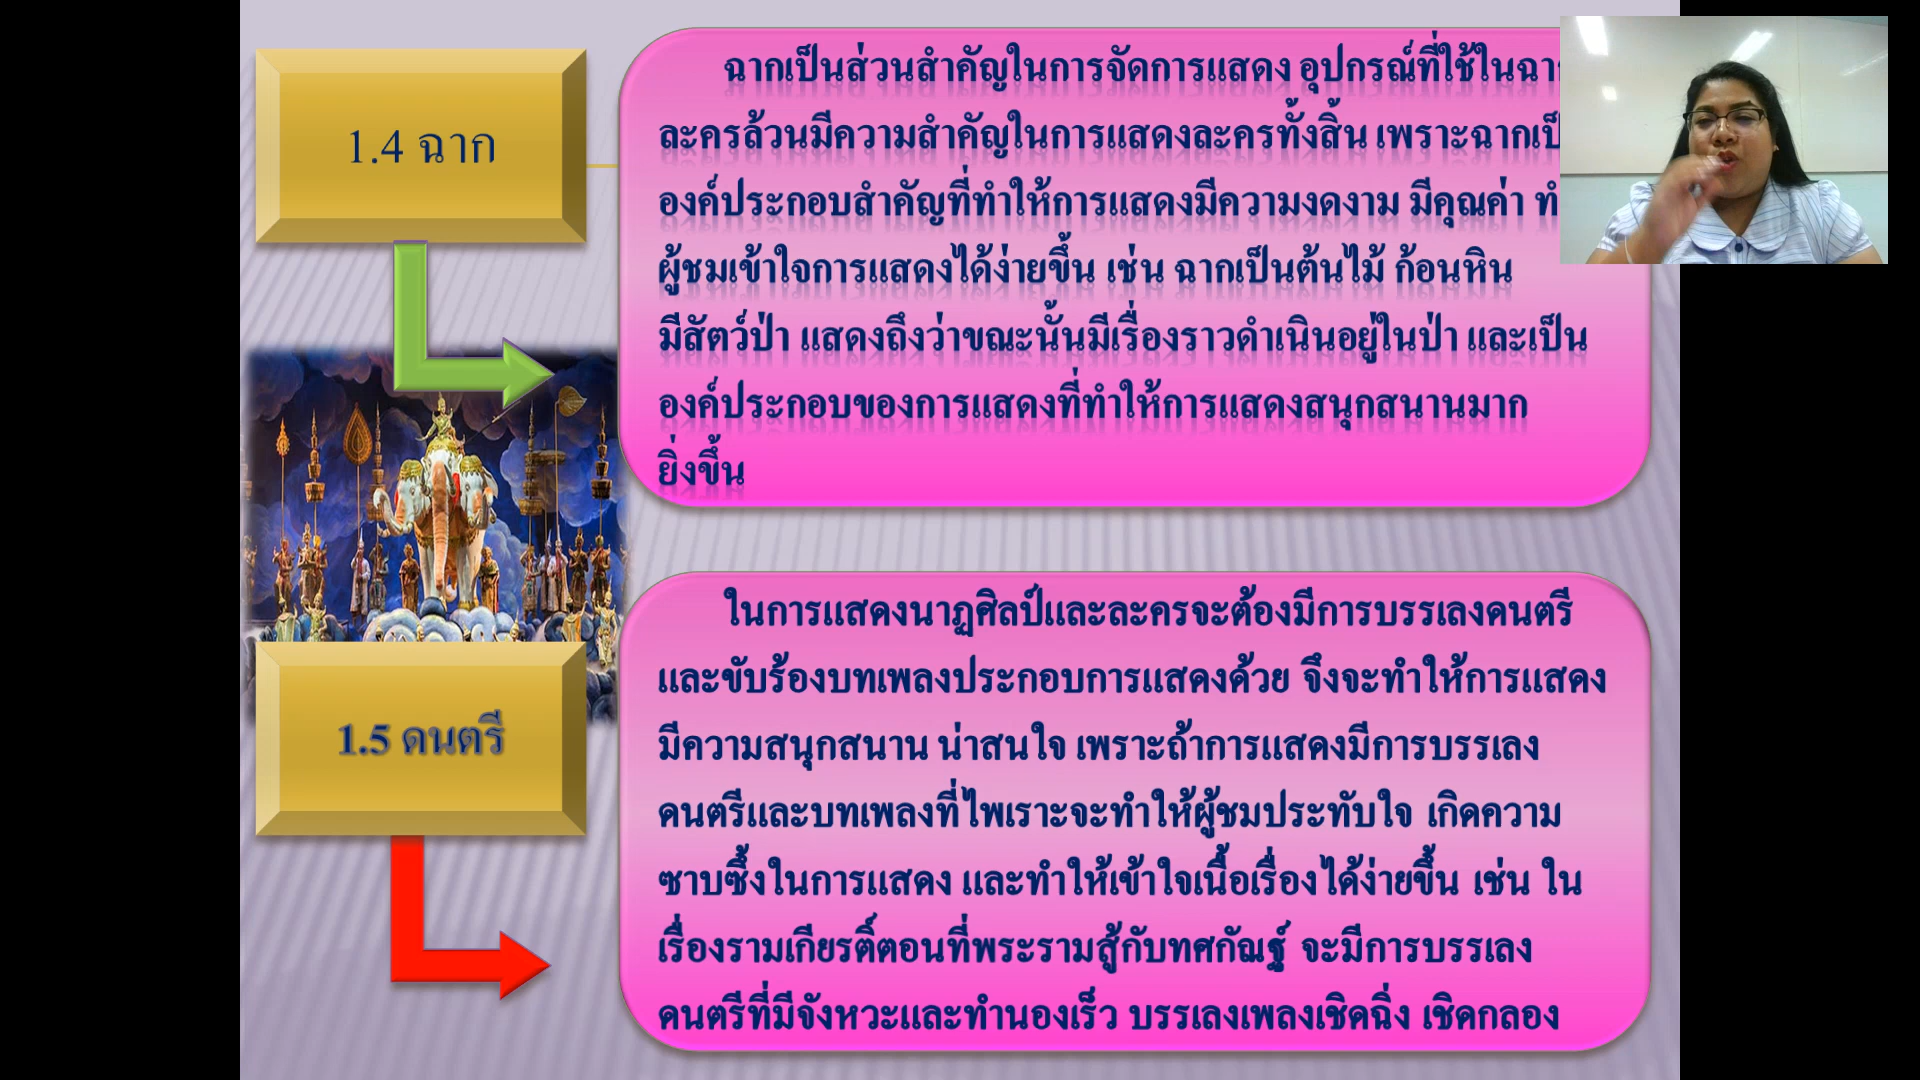 1.4 ฉาก
ฉากเป็นส่วนสำคัญในการจัดการแสดง อุปกรณ์ที่ใช้ใน
ละครล้วนมีความสำคัญในการแสดงละครทั้งสิ้น เพราะ
องค์ประกอบสำคัญที่ทำให้การแสดงมีความงดงาม มีคุณค่า
ผู้ชมเข้าใจการแสดงได้ง่ายขึ้น เช่น ฉากเป็นต้นไม้ ก้อนหิน
มีสัตว์ป่า แสดงถึงว่าขณะนั้นมีเรื่องราวดำเนินอยู่ในป่า และเป็น
องค์ประกอบของการแสดงที่ทำให้การแสดงสนุกสนานมาก
ยิ่งขึ้น
1.5 ดนตรี
ในการแสดงนาฏศิลป์และละครจะต้องมีการบรรเลงดนตรี
และขับร้องบทเพลงประกอบการแสดงด้วย จึงจะทำให้การแสดง
มีความสนุกสนาน น่าสนใจ เพราะถ้าการแสดงมีการบรรเลง
ดนตรีและบทเพลงที่ไพเราะจะทำให้ผู้ชมประทับใจ เกิดความ
ซาบซึ้งในการแสดง และทำให้เข้าใจเนื้อเรื่องได้ง่ายขึ้น เช่น ใน
เรื่องรามเกียรติ์ตอนที่พระรามสู้กับทศกัณฐ์ จะมีการบรรเลง
ดนตรีที่มีจังหวะและทำนองเร็ว บรรเลงเพลงเชิดฉิ่ง เชิดกลอง